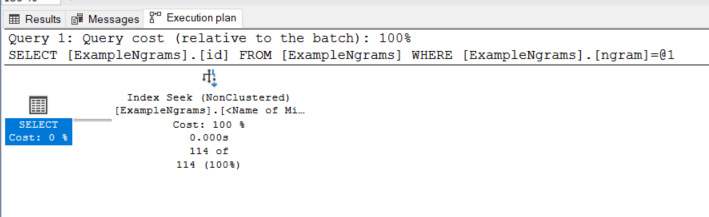 Results Messages Execution plan
Query 1: Query cost (relative to the batch): 100%
SELECT [ExampleNgrams].[id] FROM [ExampleNgrams] WHERE [ExampleNgrams].[ngram]=@1
SELECT
Cost: 0 %
Index Seek (NonClustered)
[ExampleNgrams].[<Name of Mi…
Cost: 100 %
0.000s
114 of
114 (100%)